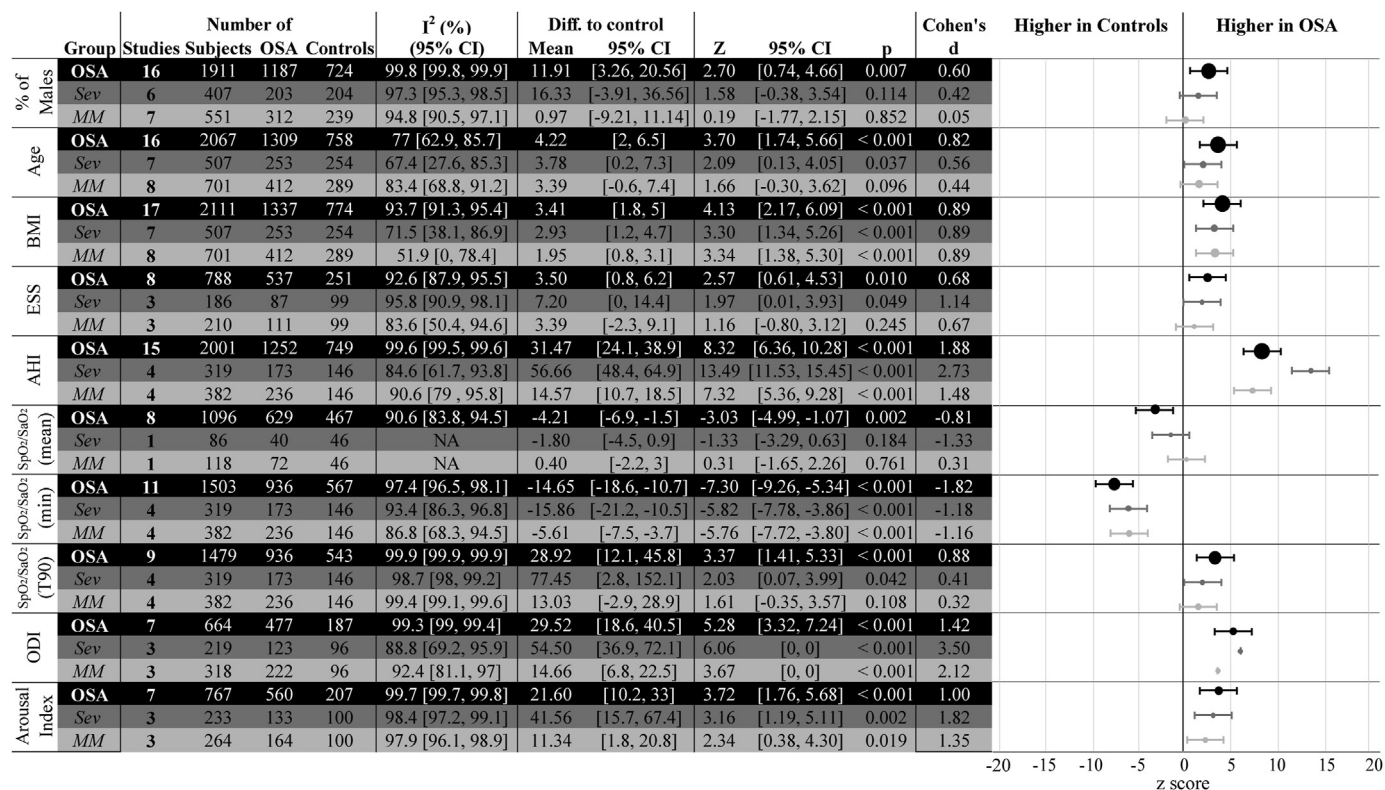 Number of I² (%) Diff. to control Cohen's Higher in Controls Higher in OSA
Group Studies Subjects OSA Controls (95% CI) Mean 95% CI Z 95% CI p d
% of Males
OSA 16 1911 1187 724 99.8 [99.8, 99.9] 11.91 [3.26, 20.56] 2.70 [0.74, 4.66] 0.007 0.60
Sev 6 407 203 204 97.3 [95.3, 98.5] 16.33 [-3.91, 36.56] 1.58 [-0.38, 3.54] 0.114 0.42
MM 7 551 312 239 94.8 [90.5, 97.1] 0.97 [-9.21, 11.14] 0.19 [-1.77, 2.15] 0.852 0.05
Age
OSA 16 2067 1309 758 77 [62.9, 85.7] 4.22 [2, 6.5] 3.70 [1.74, 5.66] < 0.001 0.82
Sev 7 507 253 254 67.4 [27.6, 85.3] 3.78 [0.2, 7.3] 2.09 [0.13, 4.05] 0.037 0.56
MM 8 701 412 289 83.4 [68.8, 91.2] 3.39 [-0.6, 7.4] 1.66 [-0.30, 3.62] 0.096 0.44
BMI
OSA 17 2111 1337 774 93.7 [91.3, 95.4] 3.41 [1.8, 5] 4.13 [2.17, 6.09] < 0.001 0.89
Sev 7 507 253 254 71.5 [38.1, 86.9] 2.93 [1.2, 4.7] 3.30 [1.34, 5.26] < 0.001 0.89
MM 8 701 412 289 51.9 [0, 78.4] 1.95 [0.8, 3.1] 3.34 [1.38, 5.30] < 0.001 0.89
ESS
OSA 8 788 537 251 92.6 [87.9, 95.5] 3.50 [0.8, 6.2] 2.57 [0.61, 4.53] 0.010 0.68
Sev 3 186 87 99 95.8 [90.9, 98.1] 7.20 [0, 14.4] 1.97 [0.01, 3.93] 0.049 1.14
MM 3 210 111 99 83.6 [50.4, 94.6] 3.39 [-2.3, 9.1] 1.16 [-0.80, 3.12] 0.245 0.67
AHI
OSA 15 2001 1252 749 99.6 [99.5, 99.6] 31.47 [24.1, 38.9] 8.32 [6.36, 10.28] < 0.001 1.88
Sev 4 319 173 146 84.6 [61.7, 93.8] 56.66 [48.4, 64.9] 13.49 [11.53, 15.45] < 0.001 2.73
MM 4 382 236 146 90.6 [79 , 95.8] 14.57 [10.7, 18.5] 7.32 [5.36, 9.28] < 0.001 1.48
SpO₂/SaO₂ (mean)
OSA 8 1096 629 467 90.6 [83.8, 94.5] -4.21 [-6.9, -1.5] -3.03 [-4.99, -1.07] 0.002 -0.81
Sev 1 86 40 46 NA -1.80 [-4.5, 0.9] -1.33 [-3.29, 0.63] 0.184 -1.33
MM 1 118 72 46 NA 0.40 [-2.2, 3] 0.31 [-1.65, 2.26] 0.761 0.31
SpO₂/SaO₂ (min)
OSA 11 1503 936 567 97.4 [96.5, 98.1] -14.65 [-18.6, -10.7] -7.30 [-9.26, -5.34] < 0.001 -1.82
Sev 4 319 173 146 93.4 [86.3, 96.8] -15.86 [-21.2, -10.5] -5.82 [-7.78, -3.86] < 0.001 -1.18
MM 4 382 236 146 86.8 [68.3, 94.5] -5.61 [-7.5, -3.7] -5.76 [-7.72, -3.80] < 0.001 -1.16
SpO₂/SaO₂ (T90)
OSA 9 1479 936 543 99.9 [99.9, 99.9] 28.92 [12.1, 45.8] 3.37 [1.41, 5.33] < 0.001 0.88
Sev 4 319 173 146 98.7 [98, 99.2] 77.45 [2.8, 152.1] 2.03 [0.07, 3.99] 0.042 0.41
MM 4 382 236 146 99.4 [99.1, 99.6] 13.03 [-2.9, 28.9] 1.61 [-0.35, 3.57] 0.108 0.32
ODI
OSA 7 664 477 187 99.3 [99, 99.4] 29.52 [18.6, 40.5] 5.28 [3.32, 7.24] < 0.001 1.42
Sev 3 219 123 96 88.8 [69.2, 95.9] 54.50 [36.9, 72.1] 6.06 [0, 0] < 0.001 3.50
MM 3 318 222 96 92.4 [81.1, 97] 14.66 [6.8, 22.5] 3.67 [0, 0] < 0.001 2.12
Arousal Index
OSA 7 767 560 207 99.7 [99.7, 99.8] 21.60 [10.2, 33] 3.72 [1.76, 5.68] < 0.001 1.00
Sev 3 233 133 100 98.4 [97.2, 99.1] 41.56 [15.7, 67.4] 3.16 [1.19, 5.11] 0.002 1.82
MM 3 264 164 100 97.9 [96.1, 98.9] 11.34 [1.8, 20.8] 2.34 [0.38, 4.30] 0.019 1.35
-20 -15 -10 -5 0 5 10 15 20
z score